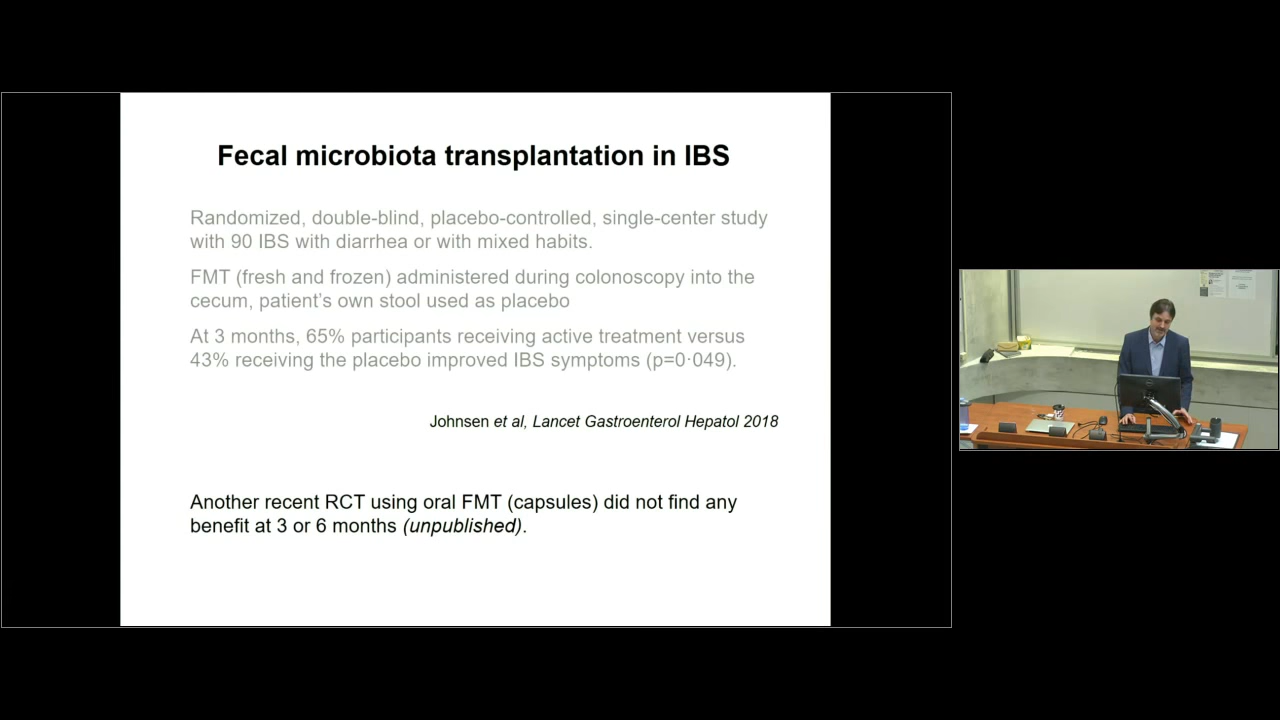 Fecal microbiota transplantation in IBS
Randomized, double-blind, placebo-controlled, single-center study
with 90 IBS with diarrhea or with mixed habits.
FMT (fresh and frozen) administered during colonoscopy into the
cecum, patient’s own stool used as placebo
At 3 months, 65% participants receiving active treatment versus
43% receiving the placebo improved IBS symptoms (p=0·049).
Johnsen et al, Lancet Gastroenterol Hepatol 2018
Another recent RCT using oral FMT (capsules) did not find any
benefit at 3 or 6 months (unpublished).